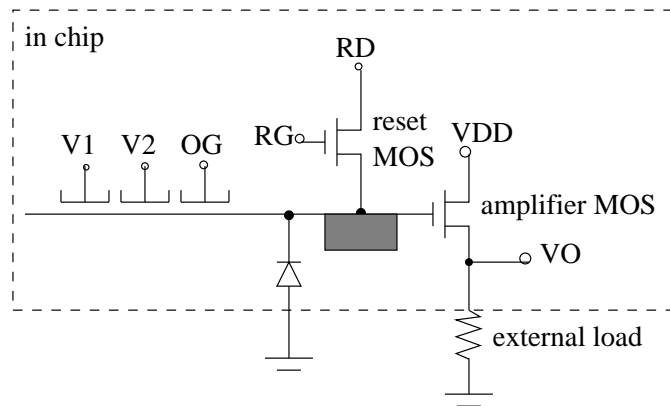 in chip
RD
RG
reset
MOS
V1
V2
OG
VDD
amplifier MOS
VO
external load